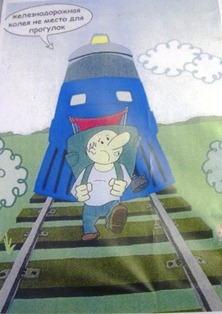 железнодорожная
колея не место для
прогулок